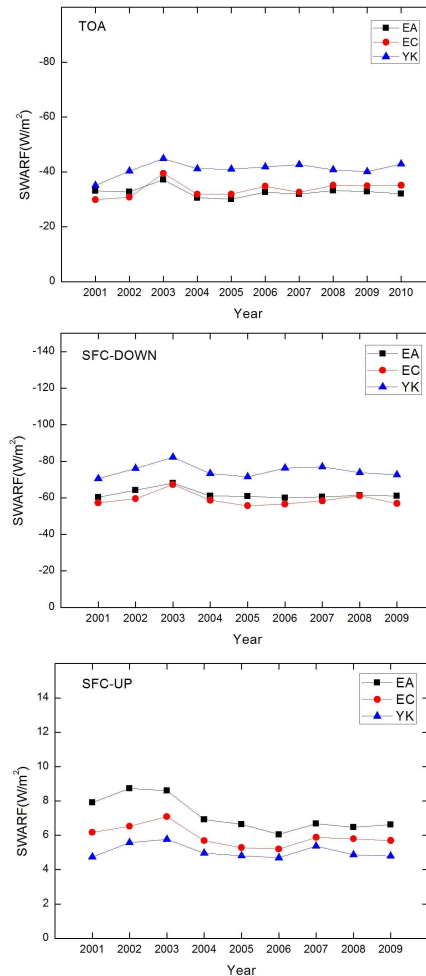 TOA
EA
EC
YK
-80
-60
-40
-20
0
SWARF(W/m²)
2001 2002 2003 2004 2005 2006 2007 2008 2009 2010
Year
SFC-DOWN
EA
EC
YK
-140
-120
-100
-80
-60
-40
-20
0
SWARF(W/m²)
2001 2002 2003 2004 2005 2006 2007 2008 2009
Year
SFC-UP
EA
EC
YK
14
12
10
8
6
4
2
0
SWARF(W/m²)
2001 2002 2003 2004 2005 2006 2007 2008 2009
Year